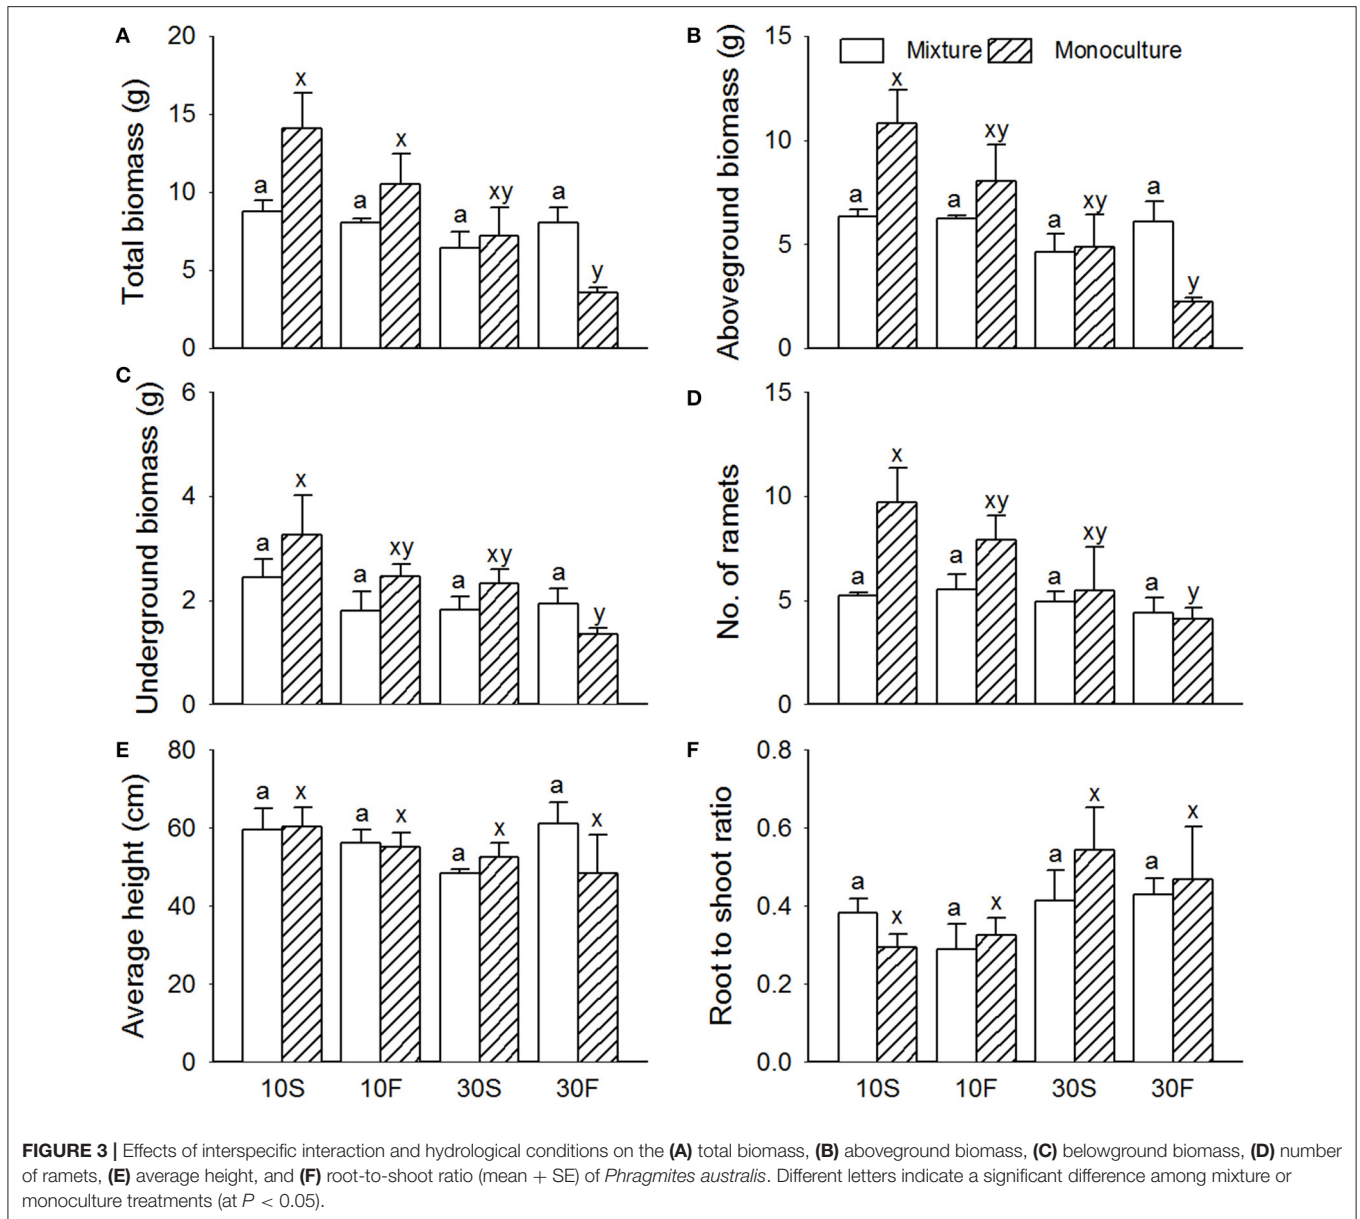 A
Total biomass (g)
20
15
10
5
0
a x a x a xy a y
B
Aboveground biomass (g)
15
10
5
0
Mixture Monoculture
a x a xy a xy a y
C
Underground biomass (g)
6
4
2
0
a x a xy a xy a y
D
No. of ramets
15
10
5
0
a x a xy a xy a y
E
Average height (cm)
80
60
40
20
0
a x a x a x a x
10S 10F 30S 30F
F
Root to shoot ratio
0.8
0.6
0.4
0.2
0.0
a x a x a x a x
10S 10F 30S 30F
FIGURE 3 | Effects of interspecific interaction and hydrological conditions on the (A) total biomass, (B) aboveground biomass, (C) belowground biomass, (D) number
of ramets, (E) average height, and (F) root-to-shoot ratio (mean + SE) of Phragmites australis. Different letters indicate a significant difference among mixture or
monoculture treatments (at P < 0.05).